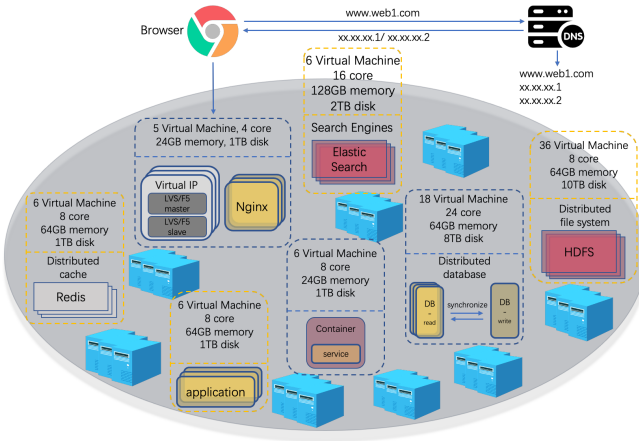 www.web1.com
Browser
xx.xx.xx.1/ xx.xx.xx.2
DNS
www.web1.com
xx.xx.xx.1
xx.xx.xx.2
6 Virtual Machine
16 core
128GB memory
2TB disk
Search Engines
Elastic
Search
5 Virtual Machine, 4 core
24GB memory, 1TB disk
Virtual IP
LVS/F5
master
LVS/F5
slave
Nginx
36 Virtual Machine
8 core
64GB memory
10TB disk
Distributed
file system
HDFS
6 Virtual Machine
8 core
64GB memory
1TB disk
Distributed
cache
Redis
18 Virtual Machine
24 core
64GB memory
8TB disk
Distributed
database
DB
-
read
synchronize
DB
-
write
6 Virtual Machine
8 core
24GB memory
1TB disk
Container
service
6 Virtual Machine
8 core
64GB memory
1TB disk
application